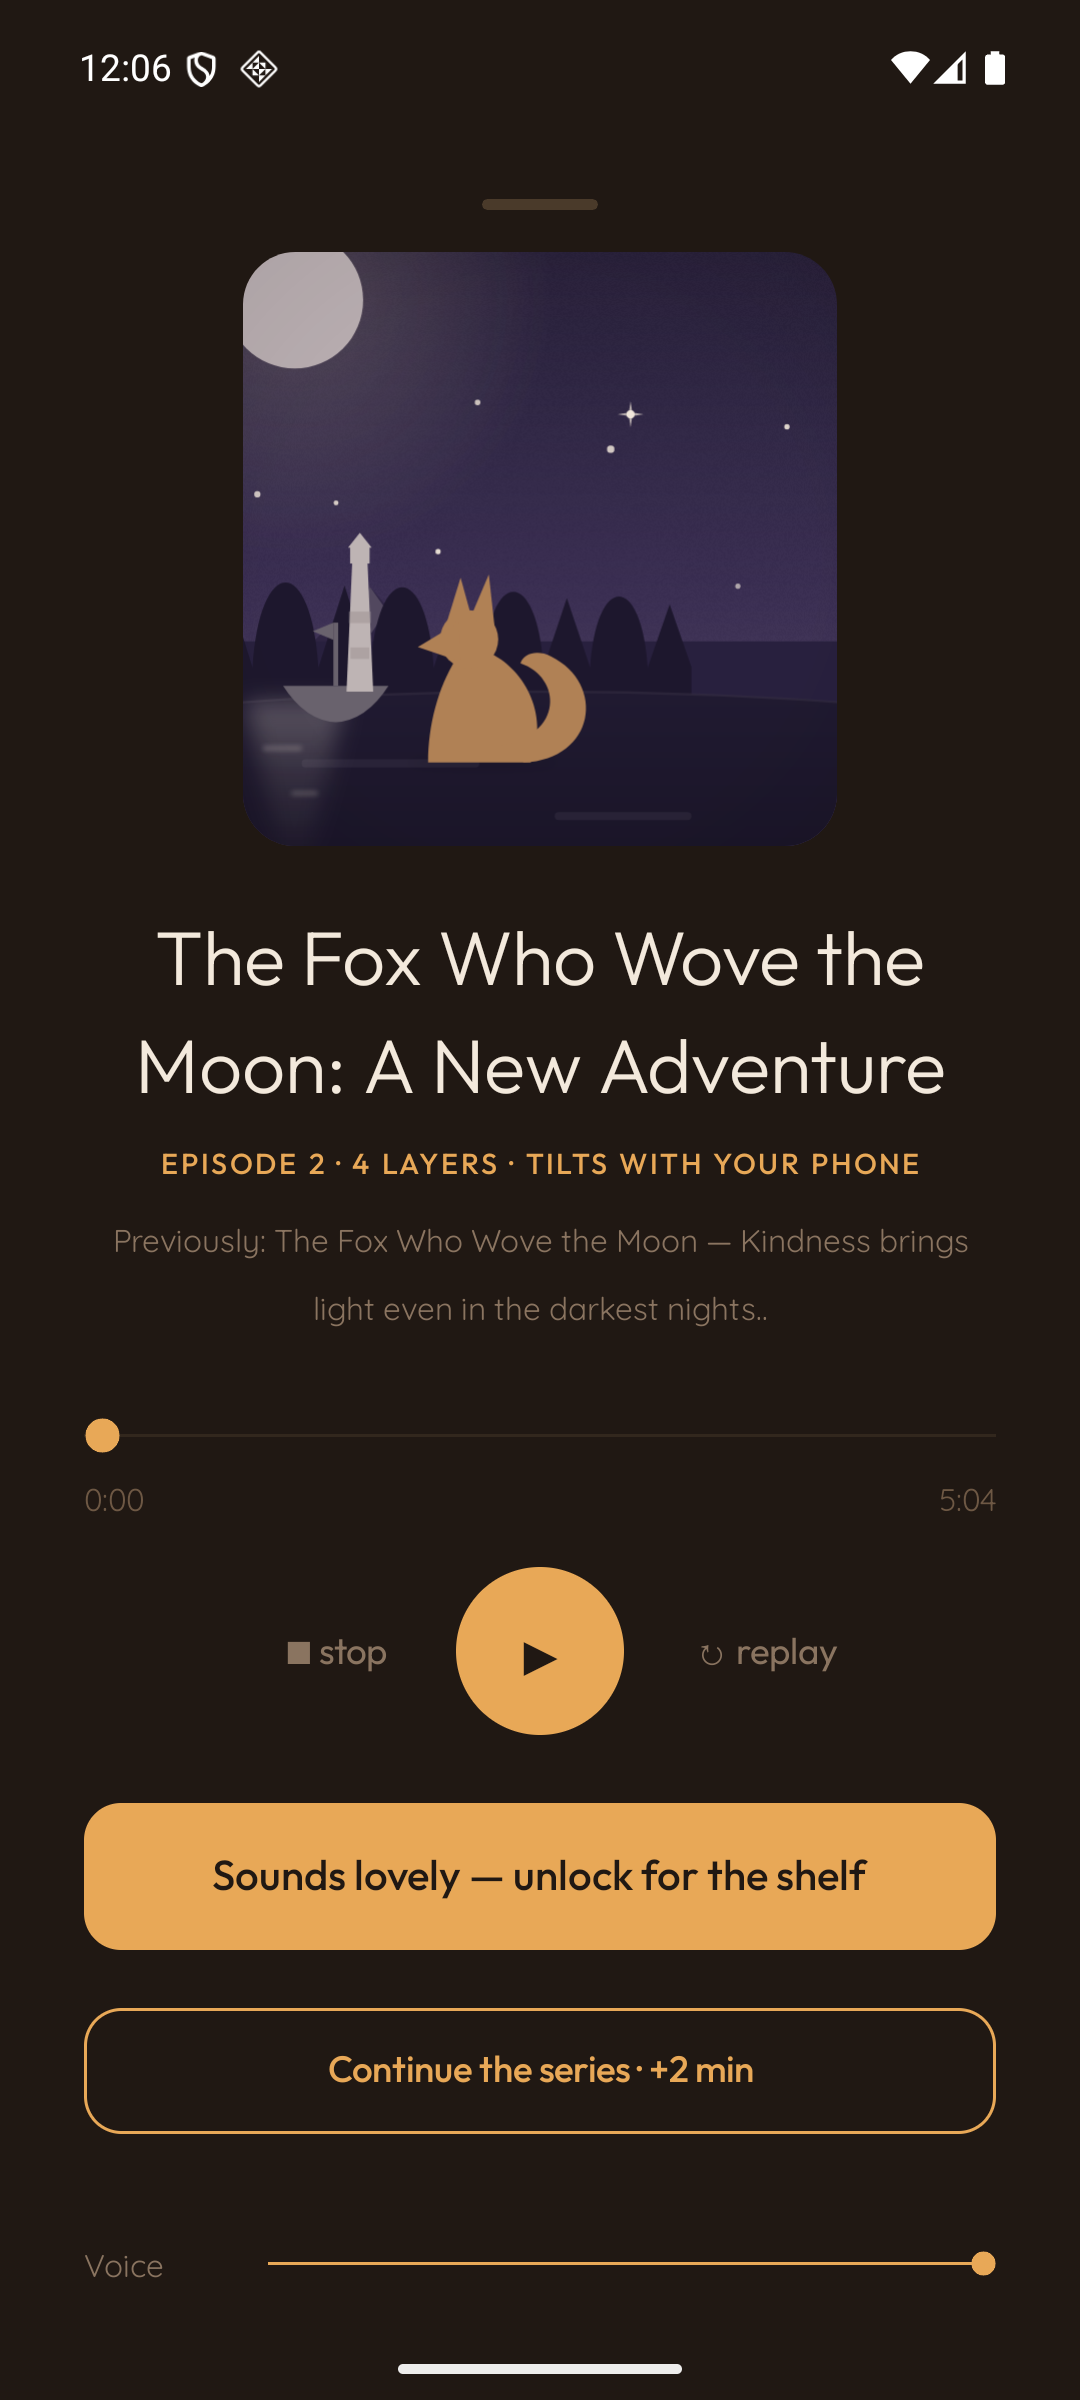 12:06
The Fox Who Wove the
Moon: A New Adventure
EPISODE 2 · 4 LAYERS · TILTS WITH YOUR PHONE
Previously: The Fox Who Wove the Moon — Kindness brings
light even in the darkest nights..
0:00 5:04
■ stop ▶ ↻ replay
Sounds lovely — unlock for the shelf
Continue the series · +2 min
Voice